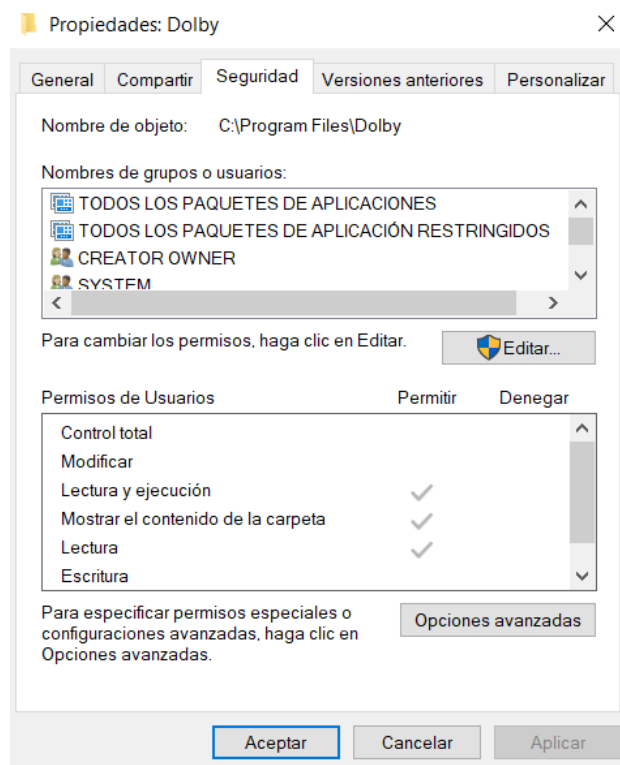 Propiedades: Dolby
General Compartir Seguridad Versiones anteriores Personalizar
Nombre de objeto: C:\Program Files\Dolby
Nombres de grupos o usuarios:
TODOS LOS PAQUETES DE APLICACIONES
TODOS LOS PAQUETES DE APLICACIÓN RESTRINGIDOS
CREATOR OWNER
SYSTEM
Para cambiar los permisos, haga clic en Editar. Editar...
Permisos de Usuarios Permitir Denegar
Control total
Modificar
Lectura y ejecución
Mostrar el contenido de la carpeta
Lectura
Escritura
Para especificar permisos especiales o
configuraciones avanzadas, haga clic en
Opciones avanzadas.
Opciones avanzadas
Aceptar Cancelar Aplicar